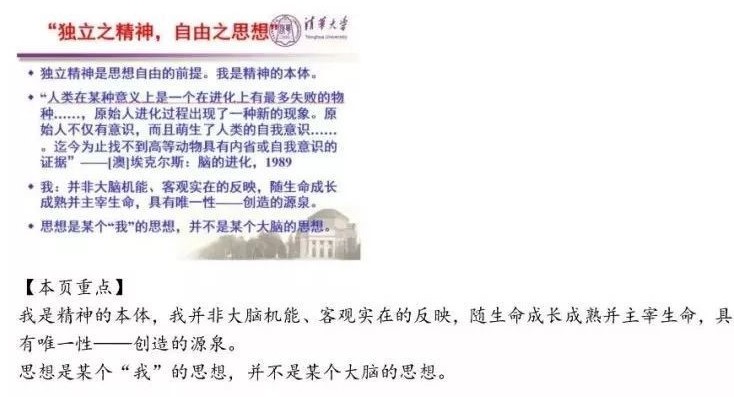 “独立之精神，自由之思想”
清华大学
Tsinghua University
• 独立精神是思想自由的前提。我是精神的本体。
• “人类在某种意义上是一个在进化上有最多失败的物
种……，原始人进化过程出现了一种新的现象。原
始人不仅有意识，而且萌生了人类的自我意识……
。迄今为止找不到高等动物具有内省或自我意识的
证据”——[澳]埃克尔斯：脑的进化，1989
• 我：并非大脑机能、客观实在的反映，随生命成长
成熟并主宰生命，具有唯一性——创造的源泉。
• 思想是某个“我”的思想，并不是某个大脑的思想。
【本页重点】
我是精神的本体，我并非大脑机能、客观实在的反映，随生命成长成熟并主宰生命，具
有唯一性——创造的源泉。
思想是某个“我”的思想，并不是某个大脑的思想。